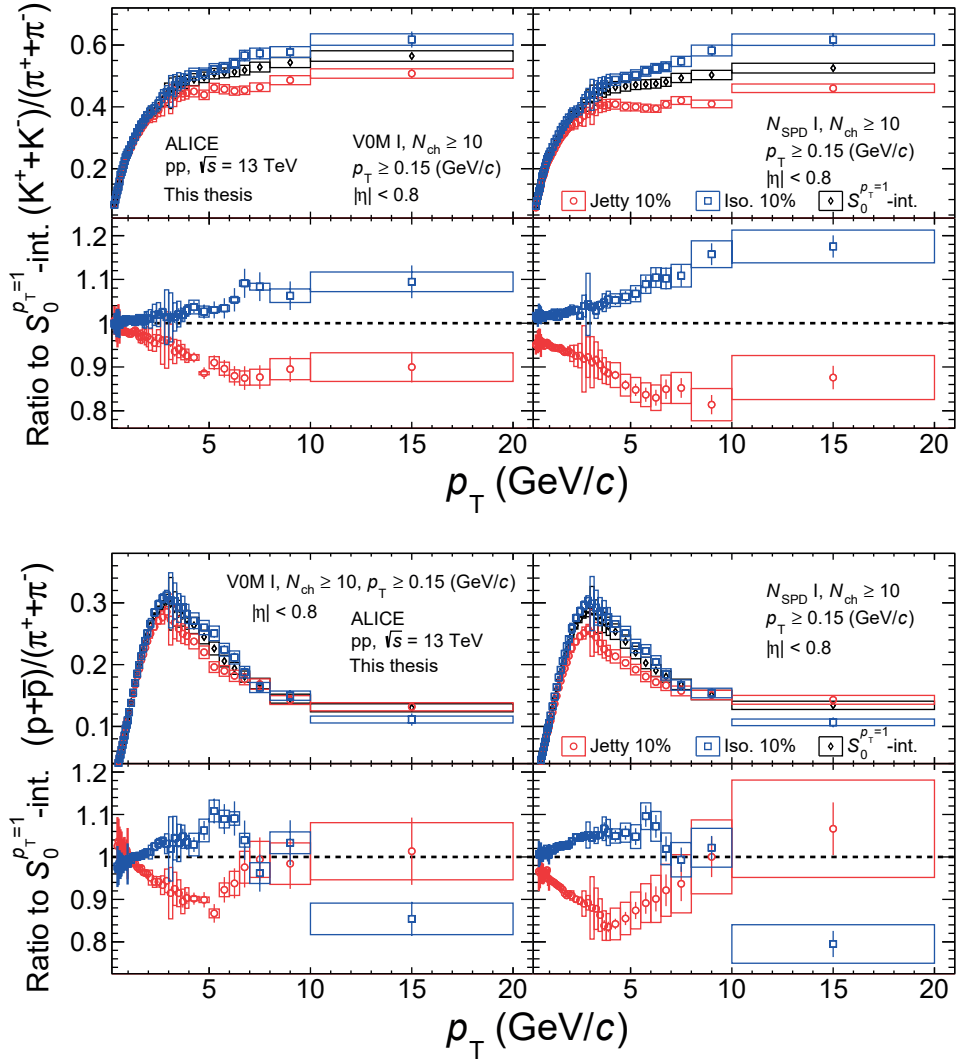 (K⁺+K⁻)/(π⁺+π⁻)
0.6
0.4
0.2
ALICE
pp, √s = 13 TeV
This thesis
V0M I, N_ch ≥ 10
p_T ≥ 0.15 (GeV/c)
|η| < 0.8
N_SPD I, N_ch ≥ 10
p_T ≥ 0.15 (GeV/c)
|η| < 0.8
Jetty 10% Iso. 10% S₀^{p_T=1}-int.
Ratio to S₀^{p_T=1}-int.
1.2
1.1
1
0.9
0.8
5 10 15 20 5 10 15 20
p_T (GeV/c)
(p+p̅)/(π⁺+π⁻)
0.3
0.2
0.1
V0M I, N_ch ≥ 10, p_T ≥ 0.15 (GeV/c)
|η| < 0.8
ALICE
pp, √s = 13 TeV
This thesis
N_SPD I, N_ch ≥ 10
p_T ≥ 0.15 (GeV/c)
|η| < 0.8
Jetty 10% Iso. 10% S₀^{p_T=1}-int.
Ratio to S₀^{p_T=1}-int.
1.2
1.1
1
0.9
0.8
5 10 15 20 5 10 15 20
p_T (GeV/c)